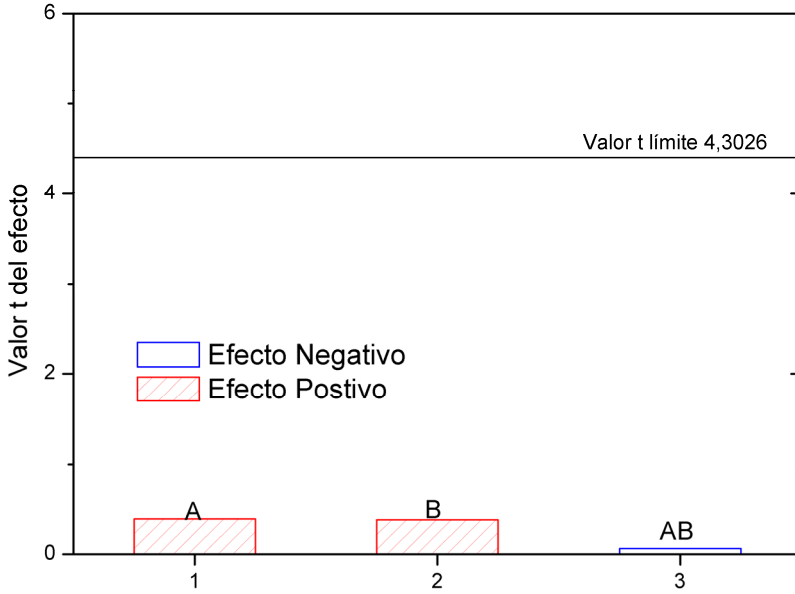 6
Valor t límite 4,3026
4
Valor t del efecto
Efecto Negativo
2
Efecto Postivo
A
B
AB
0
1
2
3